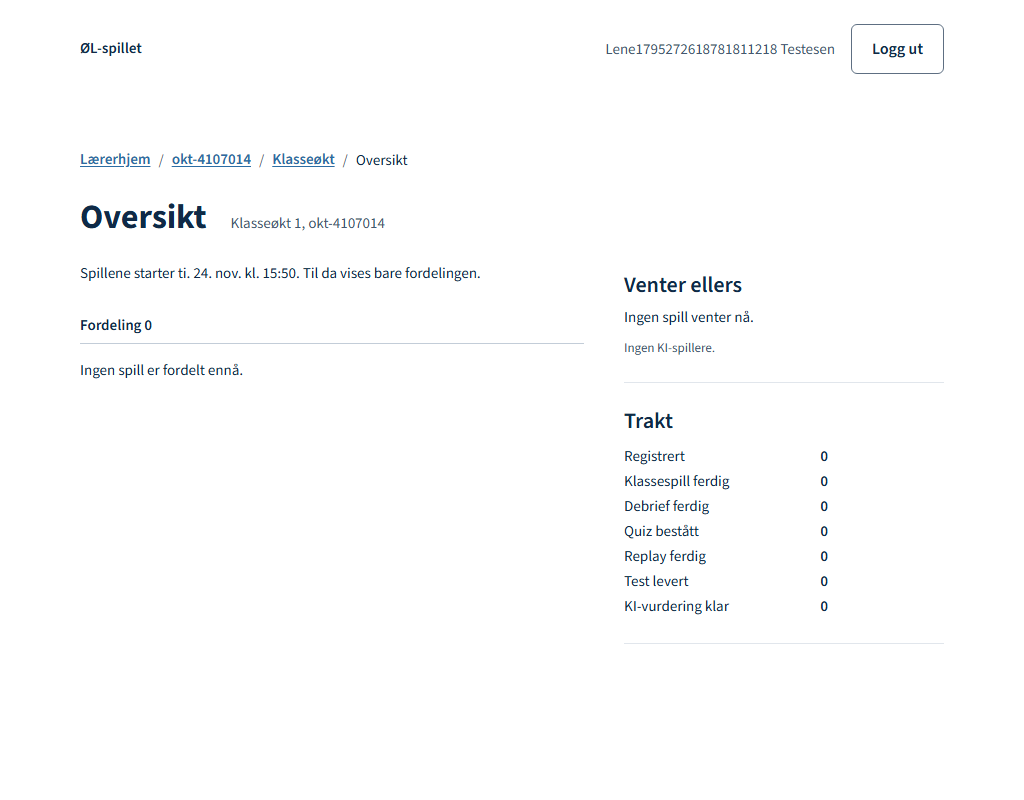 ØL-spillet
Lene1795272618781811218 Testesen
Logg ut
Lærerhjem / okt-4107014 / Klasseøkt / Oversikt
Oversikt
Klasseøkt 1, okt-4107014
Spillene starter ti. 24. nov. kl. 15:50. Til da vises bare fordelingen.
Fordeling 0
Ingen spill er fordelt ennå.
Venter ellers
Ingen spill venter nå.
Ingen KI-spillere.
Trakt
Registrert 0
Klassespill ferdig 0
Debrief ferdig 0
Quiz bestått 0
Replay ferdig 0
Test levert 0
KI-vurdering klar 0